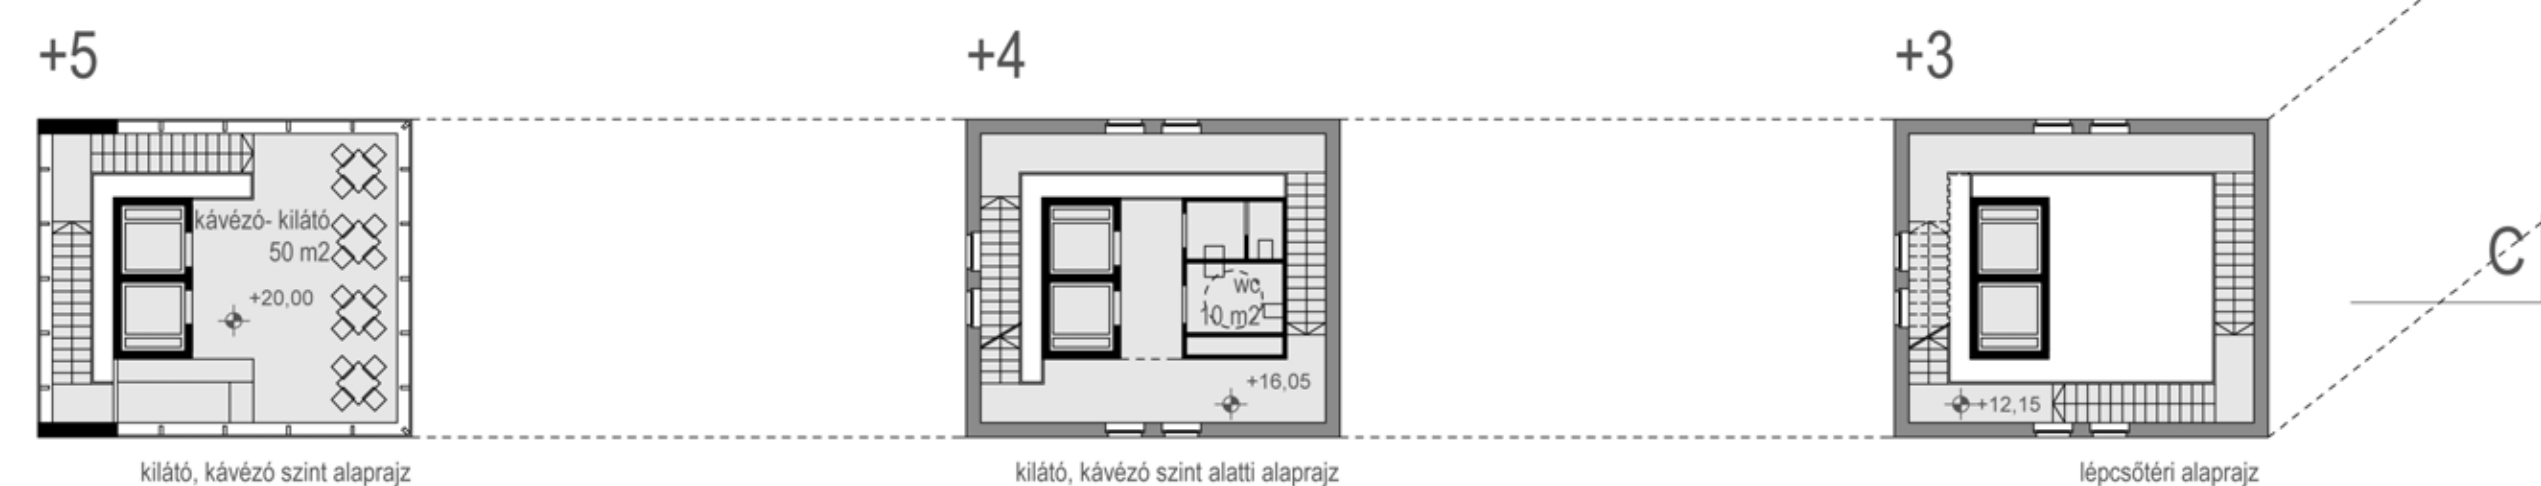 +5
+4
+3
kávézó- kilátó
50 m2
+20,00
wc
10 m2
+16,05
+12,15
C
kilátó, kávézó szint alaprajz
kilátó, kávézó szint alatti alaprajz
lépcsőtéri alaprajz